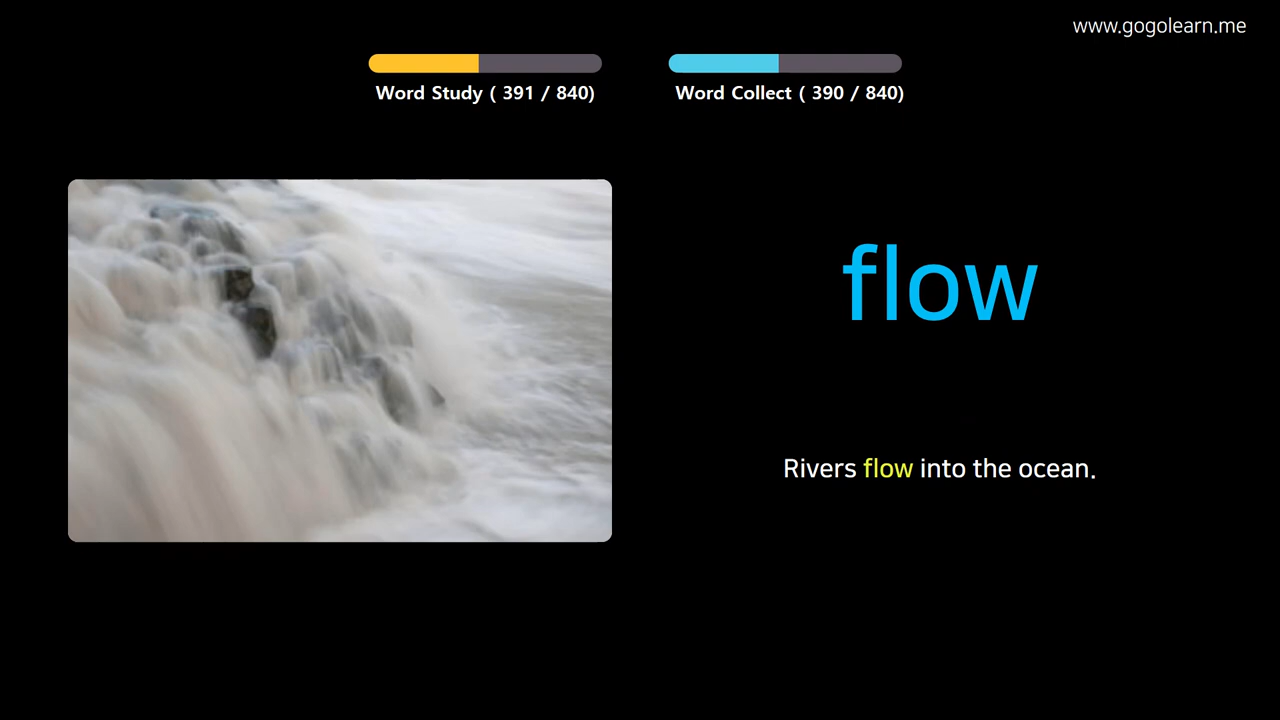 www.gogolearn.me
Word Study ( 391 / 840)
Word Collect ( 390 / 840)
flow
Rivers flow into the ocean.